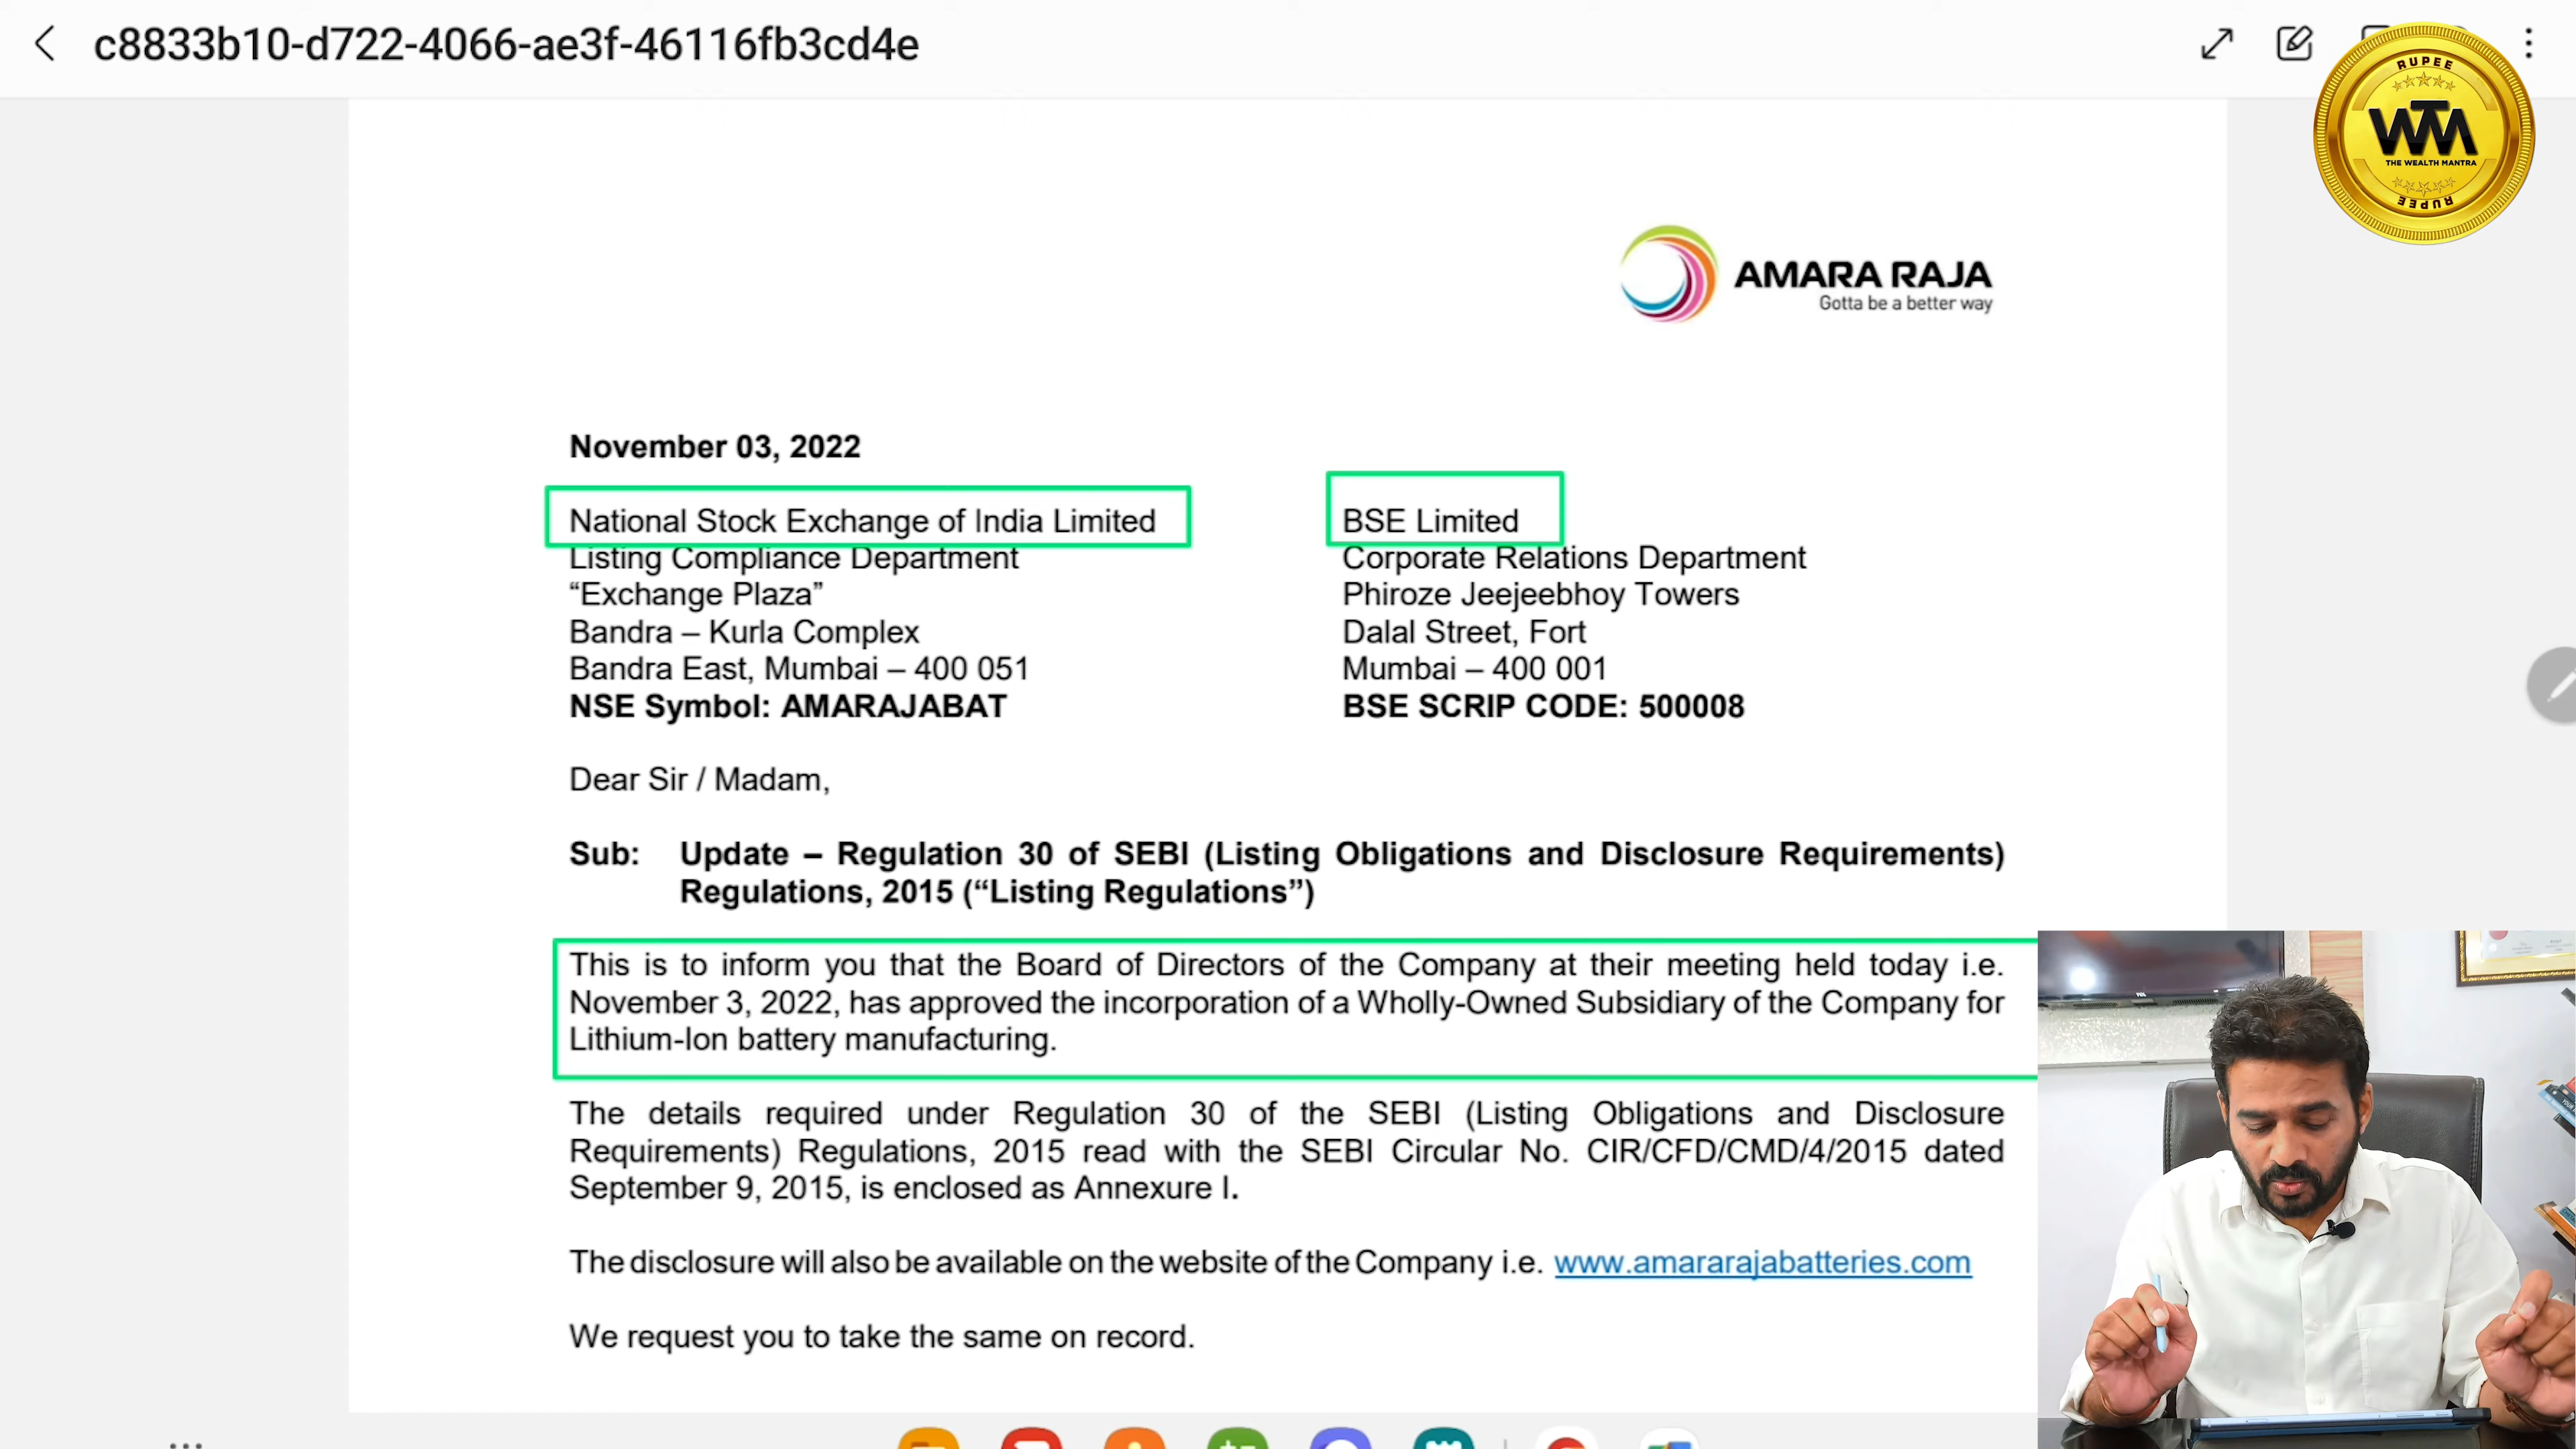 c8833b10-d722-4066-ae3f-46116fb3cd4e
RUPEE
WTM
THE WEALTH MANTRA
RUPEE
AMARA RAJA
Gotta be a better way
November 03, 2022
National Stock Exchange of India Limited
Listing Compliance Department
“Exchange Plaza”
Bandra – Kurla Complex
Bandra East, Mumbai – 400 051
NSE Symbol: AMARAJABAT
BSE Limited
Corporate Relations Department
Phiroze Jeejeebhoy Towers
Dalal Street, Fort
Mumbai – 400 001
BSE SCRIP CODE: 500008
Dear Sir / Madam,
Sub: Update – Regulation 30 of SEBI (Listing Obligations and Disclosure Requirements)
Regulations, 2015 (“Listing Regulations”)
This is to inform you that the Board of Directors of the Company at their meeting held today i.e.
November 3, 2022, has approved the incorporation of a Wholly-Owned Subsidiary of the Company for
Lithium-Ion battery manufacturing.
The details required under Regulation 30 of the SEBI (Listing Obligations and Disclosure
Requirements) Regulations, 2015 read with the SEBI Circular No. CIR/CFD/CMD/4/2015 dated
September 9, 2015, is enclosed as Annexure I.
The disclosure will also be available on the website of the Company i.e. www.amararajabatteries.com
We request you to take the same on record.